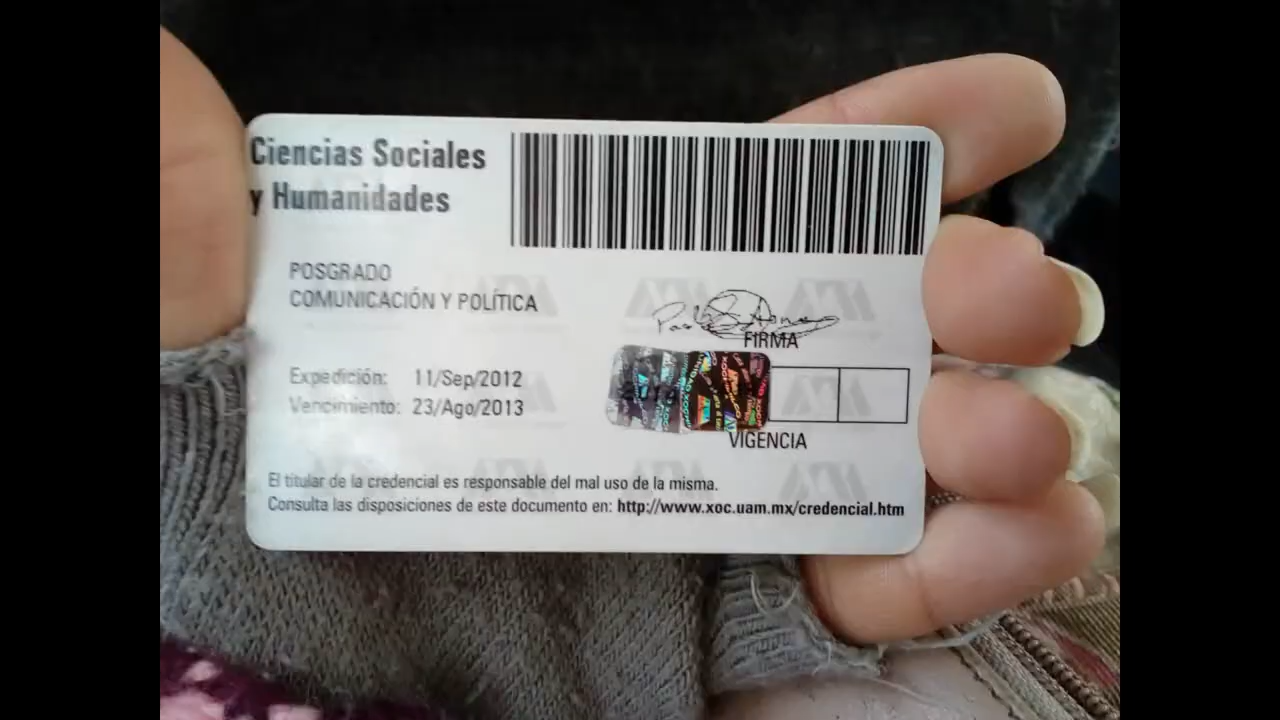 Ciencias Sociales
y Humanidades
POSGRADO
COMUNICACIÓN Y POLÍTICA
FIRMA
Expedición: 11/Sep/2012
Vencimiento: 23/Ago/2013
VIGENCIA
El titular de la credencial es responsable del mal uso de la misma.
Consulta las disposiciones de este documento en: http://www.xoc.uam.mx/credencial.htm